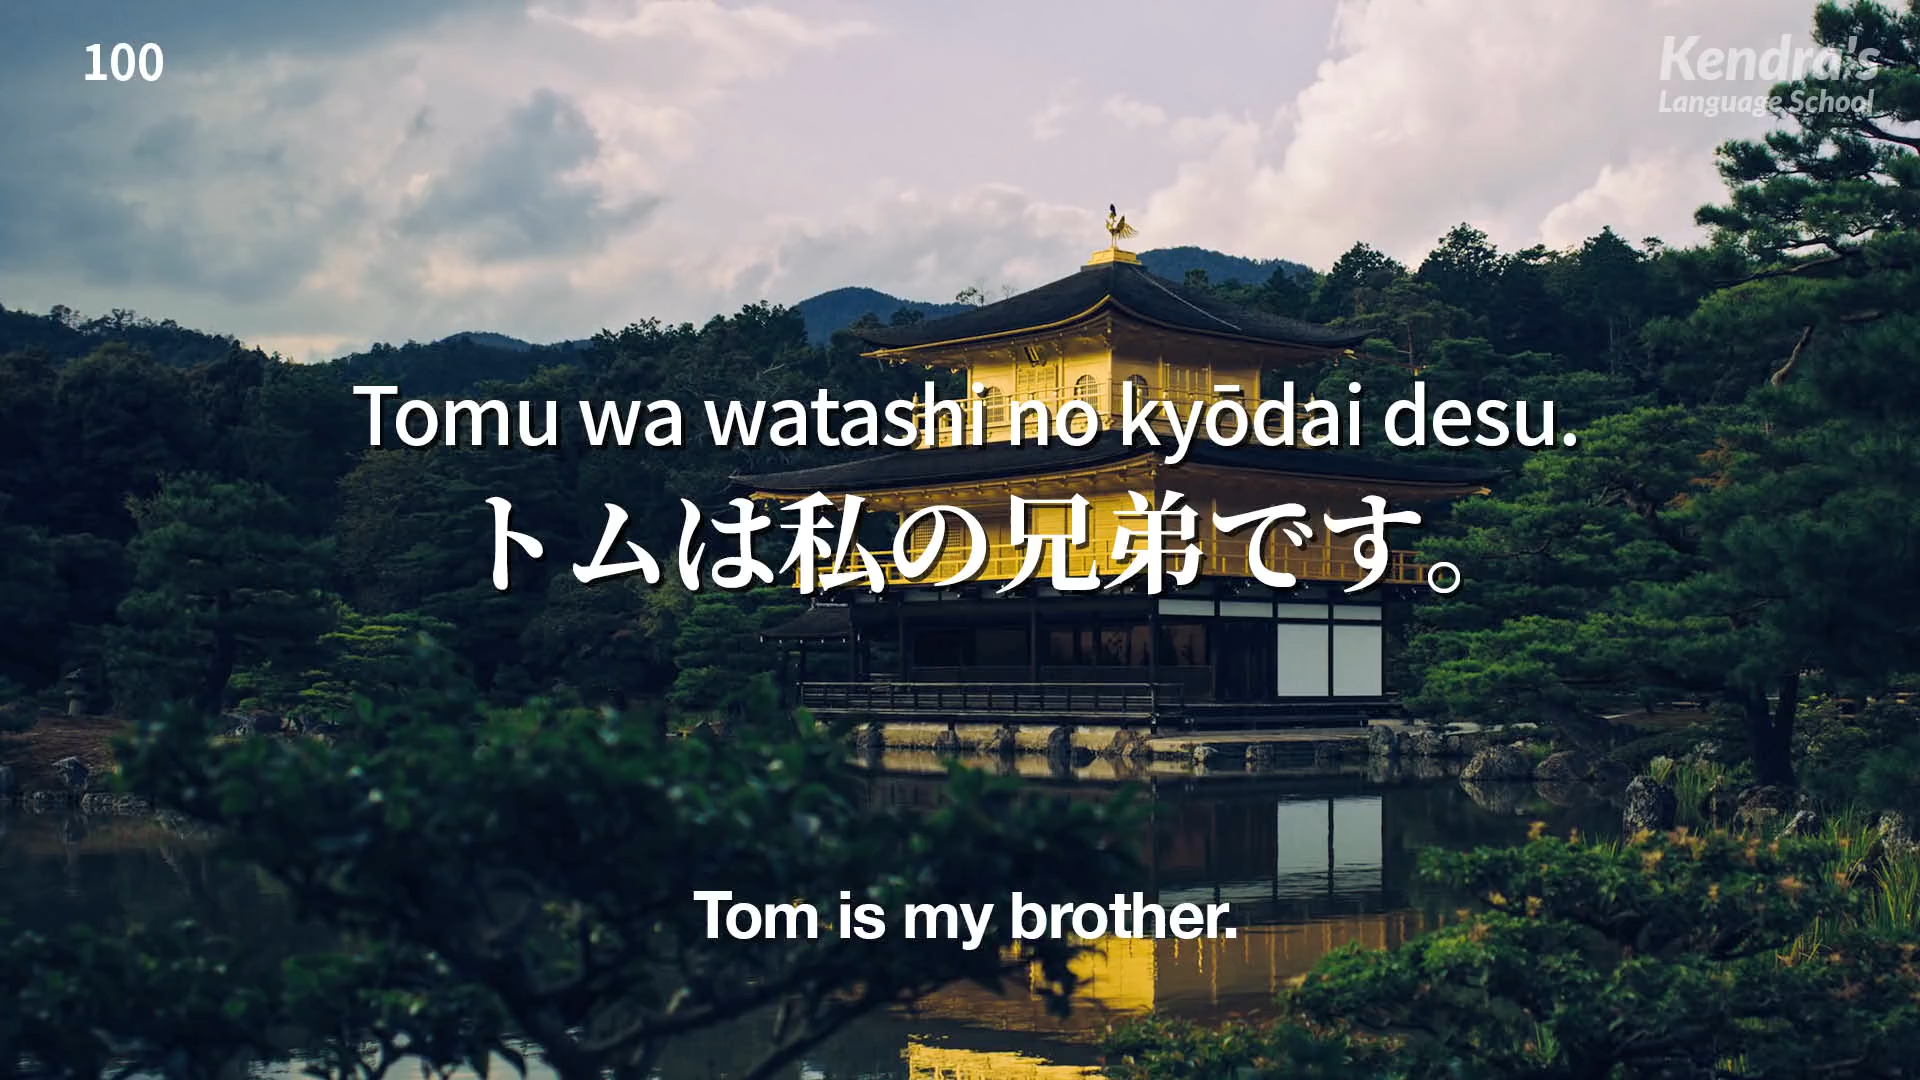 100
Kendra's
Language School
Tomu wa watashi no kyōdai desu.
トムは私の兄弟です。
Tom is my brother.